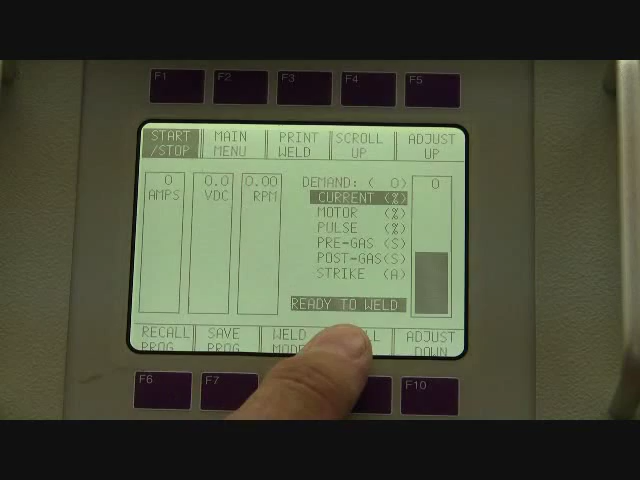 F1 F2 F3 F4 F5
START /STOP
MAIN MENU
PRINT WELD
SCROLL UP
ADJUST UP
0 AMPS
0.0 VDC
0.00 RPM
DEMAND: ( 0)
CURRENT (%)
MOTOR (%)
PULSE (%)
PRE-GAS (S)
POST-GAS(S)
STRIKE (A)
READY TO WELD
0
RECALL PROG
SAVE PROG
WELD MODE
ADJUST DOWN
F6 F7 F10